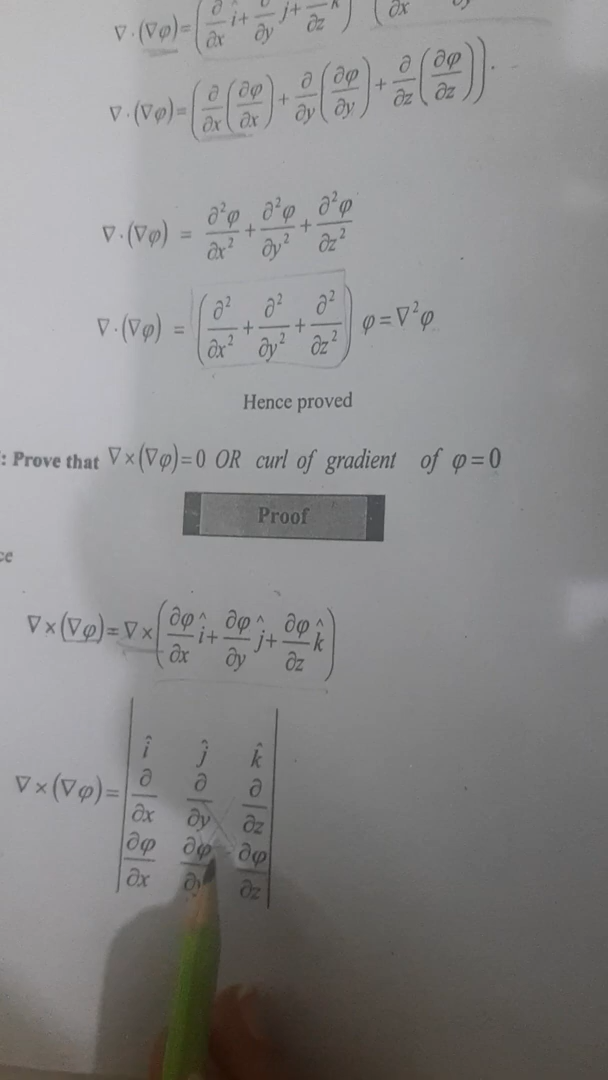 ∇·(∇φ)=(∂/∂x î+ ∂/∂y ĵ+ ∂/∂z k̂) (∂x
∇·(∇φ)=(∂/∂x(∂φ/∂x)+∂/∂y(∂φ/∂y)+∂/∂z(∂φ/∂z)).
∇·(∇φ) = ∂²φ/∂x²+∂²φ/∂y²+∂²φ/∂z²
∇·(∇φ) = (∂²/∂x²+∂²/∂y²+∂²/∂z²) φ=∇²φ
Hence proved
: Prove that ∇×(∇φ)=0 OR curl of gradient of φ=0
Proof
ce
∇×(∇φ)=∇×(∂φ/∂x î+∂φ/∂y ĵ+∂φ/∂z k̂)
∇×(∇φ)=| î ĵ k̂
∂/∂x ∂/∂y ∂/∂z
∂φ/∂x ∂φ/∂y ∂φ/∂z |